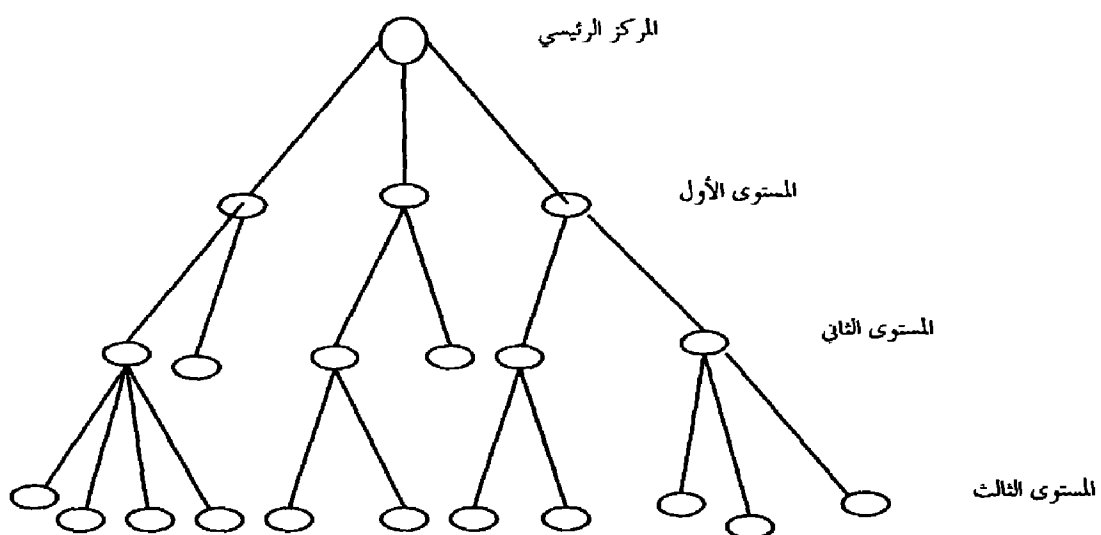 المركز الرئيسي
المستوى الأول
المستوى الثاني
المستوى الثالث